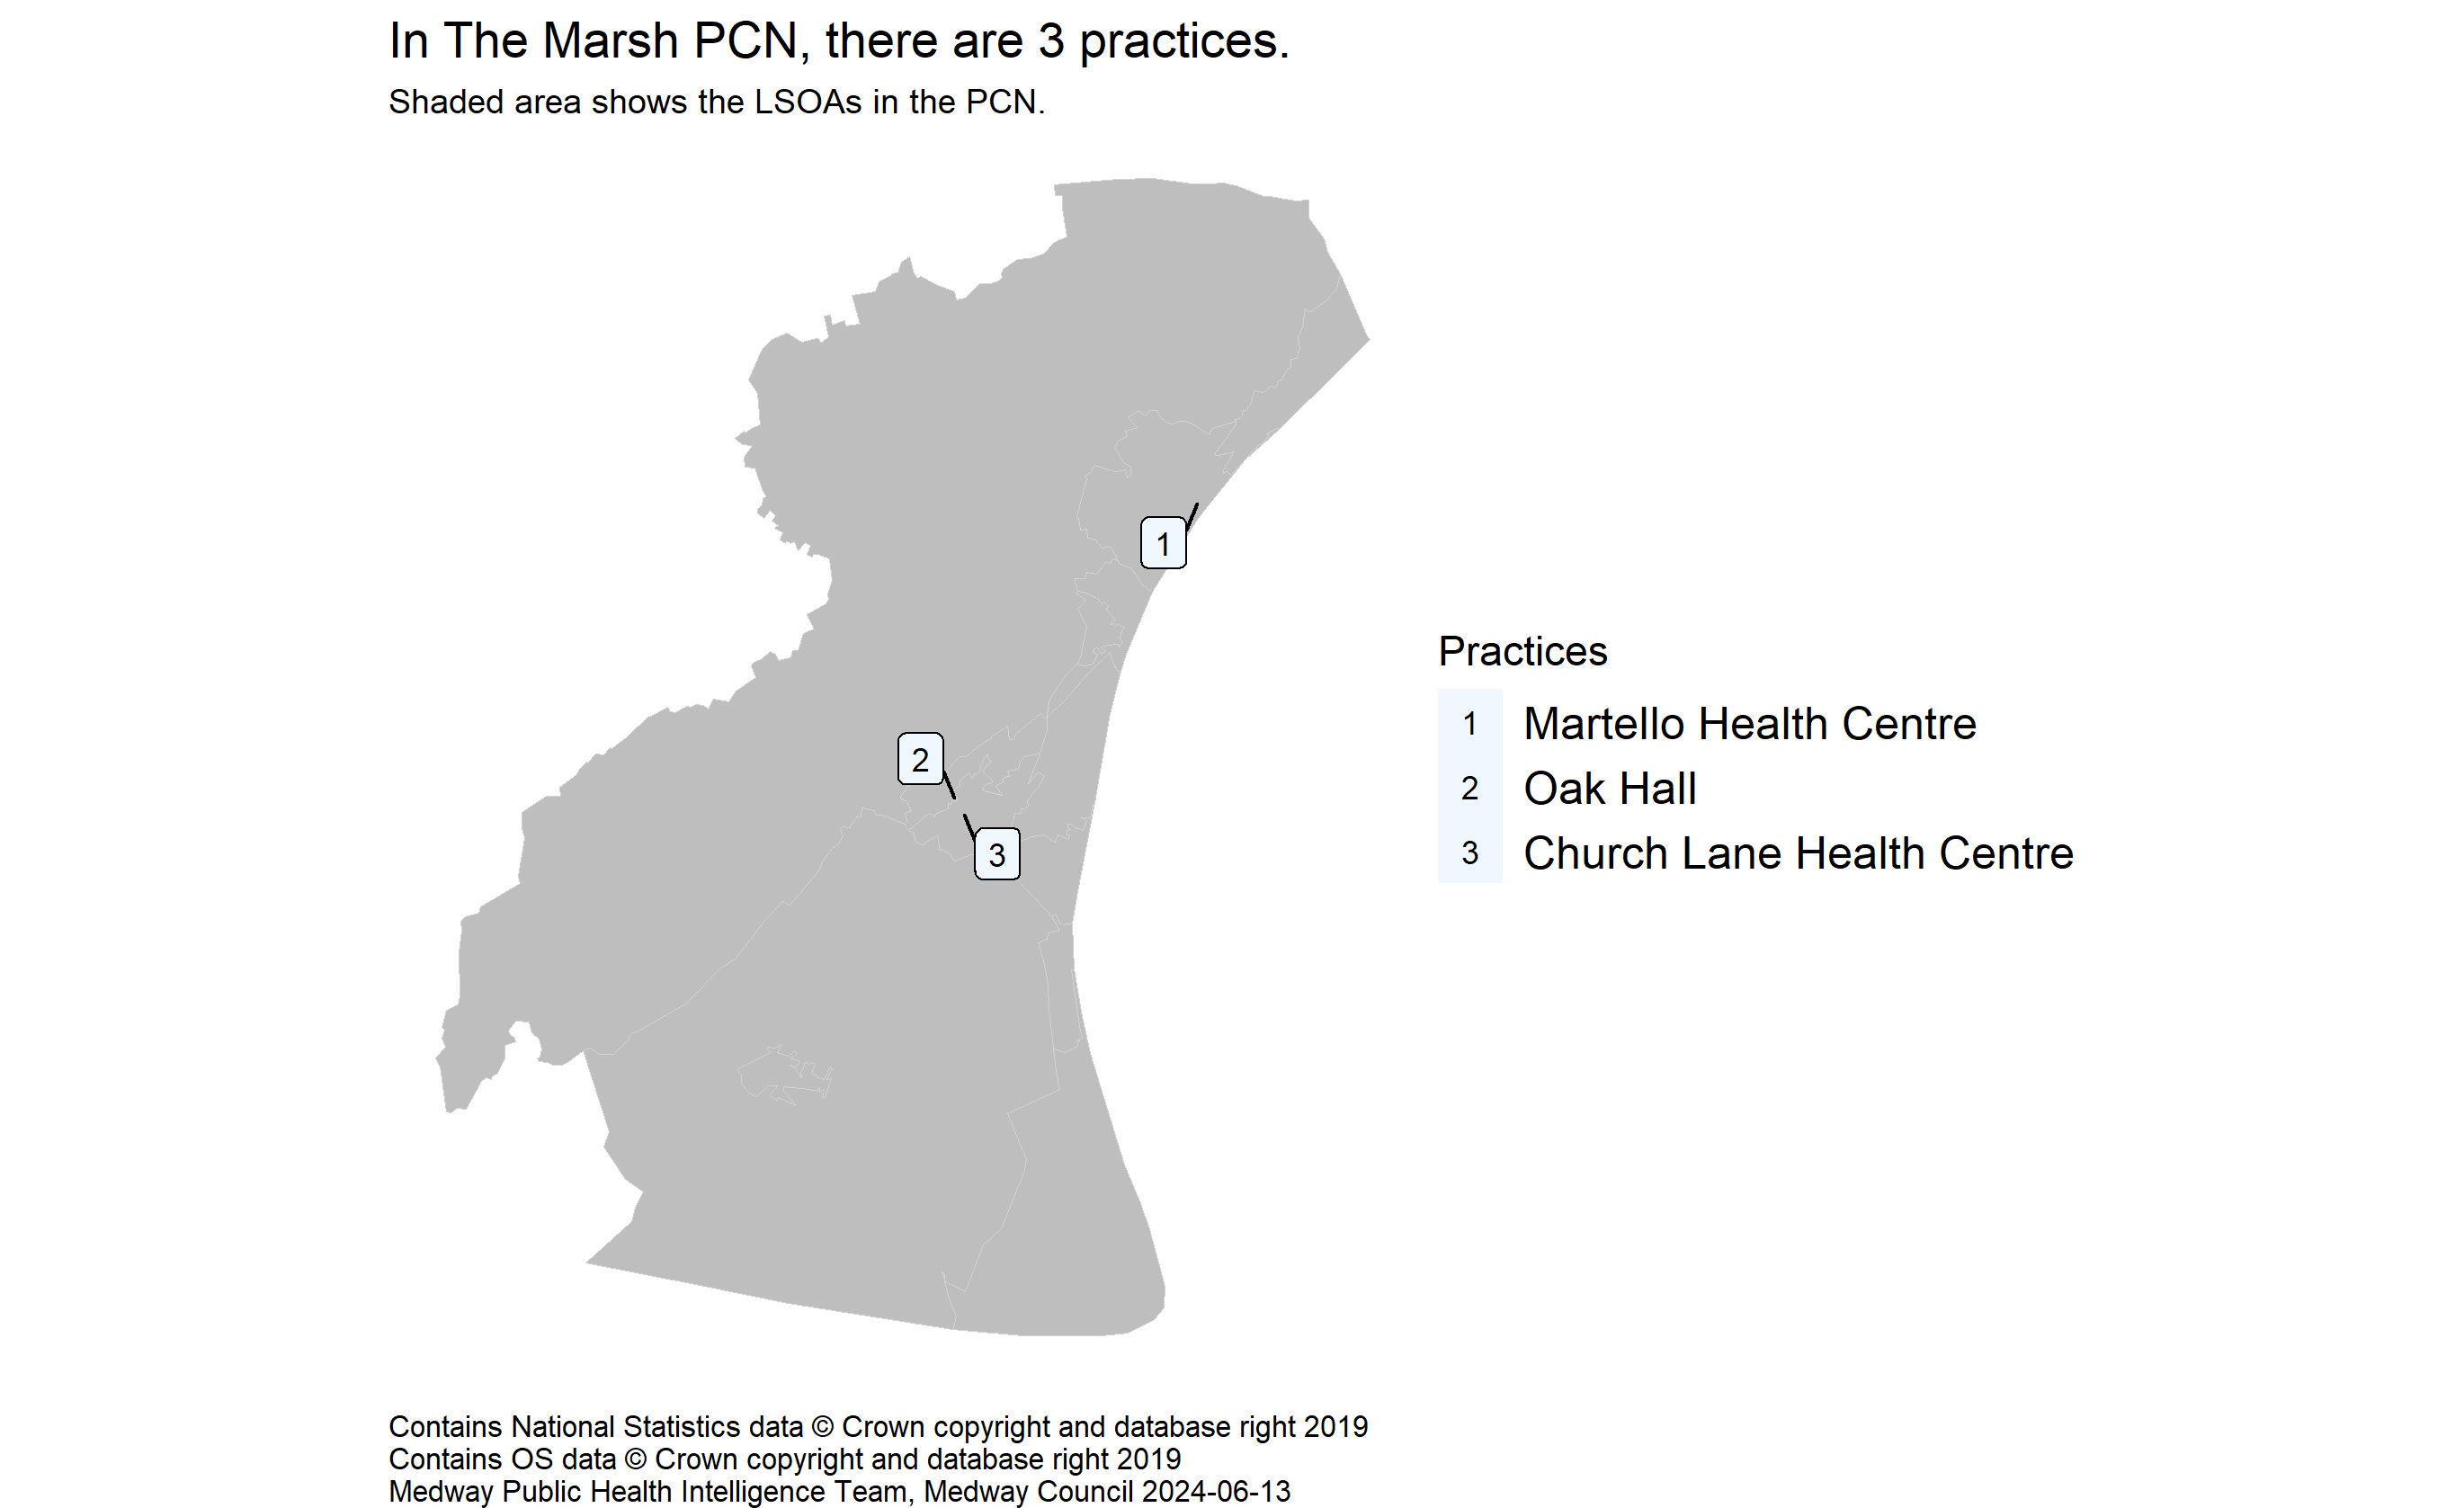 In The Marsh PCN, there are 3 practices.
Shaded area shows the LSOAs in the PCN.
1
2
3
Practices
1 Martello Health Centre
2 Oak Hall
3 Church Lane Health Centre
Contains National Statistics data © Crown copyright and database right 2019
Contains OS data © Crown copyright and database right 2019
Medway Public Health Intelligence Team, Medway Council 2024-06-13